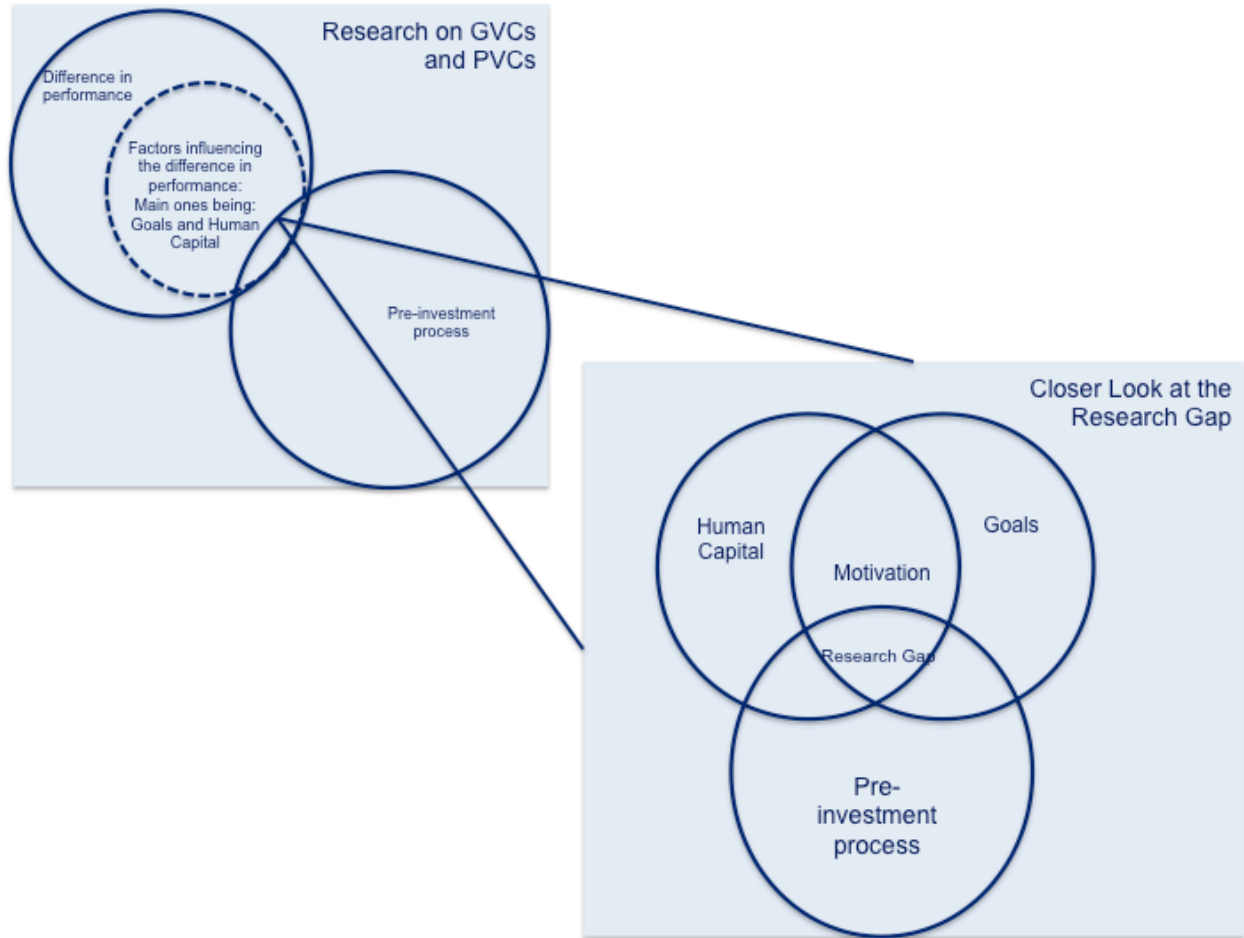 Research on GVCs
and PVCs
Difference in
performance
Factors influencing
the difference in
performance:
Main ones being:
Goals and Human
Capital
Pre-investment
process
Closer Look at the
Research Gap
Human
Capital
Goals
Motivation
Research Gap
Pre-
investment
process